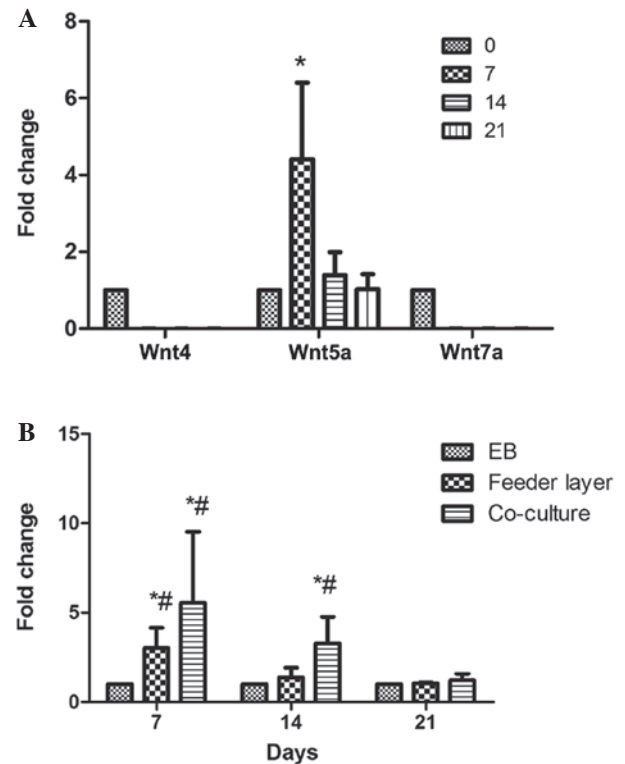 A
Fold change
8
6
4
2
0
*
0
7
14
21
Wnt4
Wnt5a
Wnt7a
B
Fold change
15
10
5
0
*#
*#
*#
EB
Feeder layer
Co-culture
7
14
21
Days